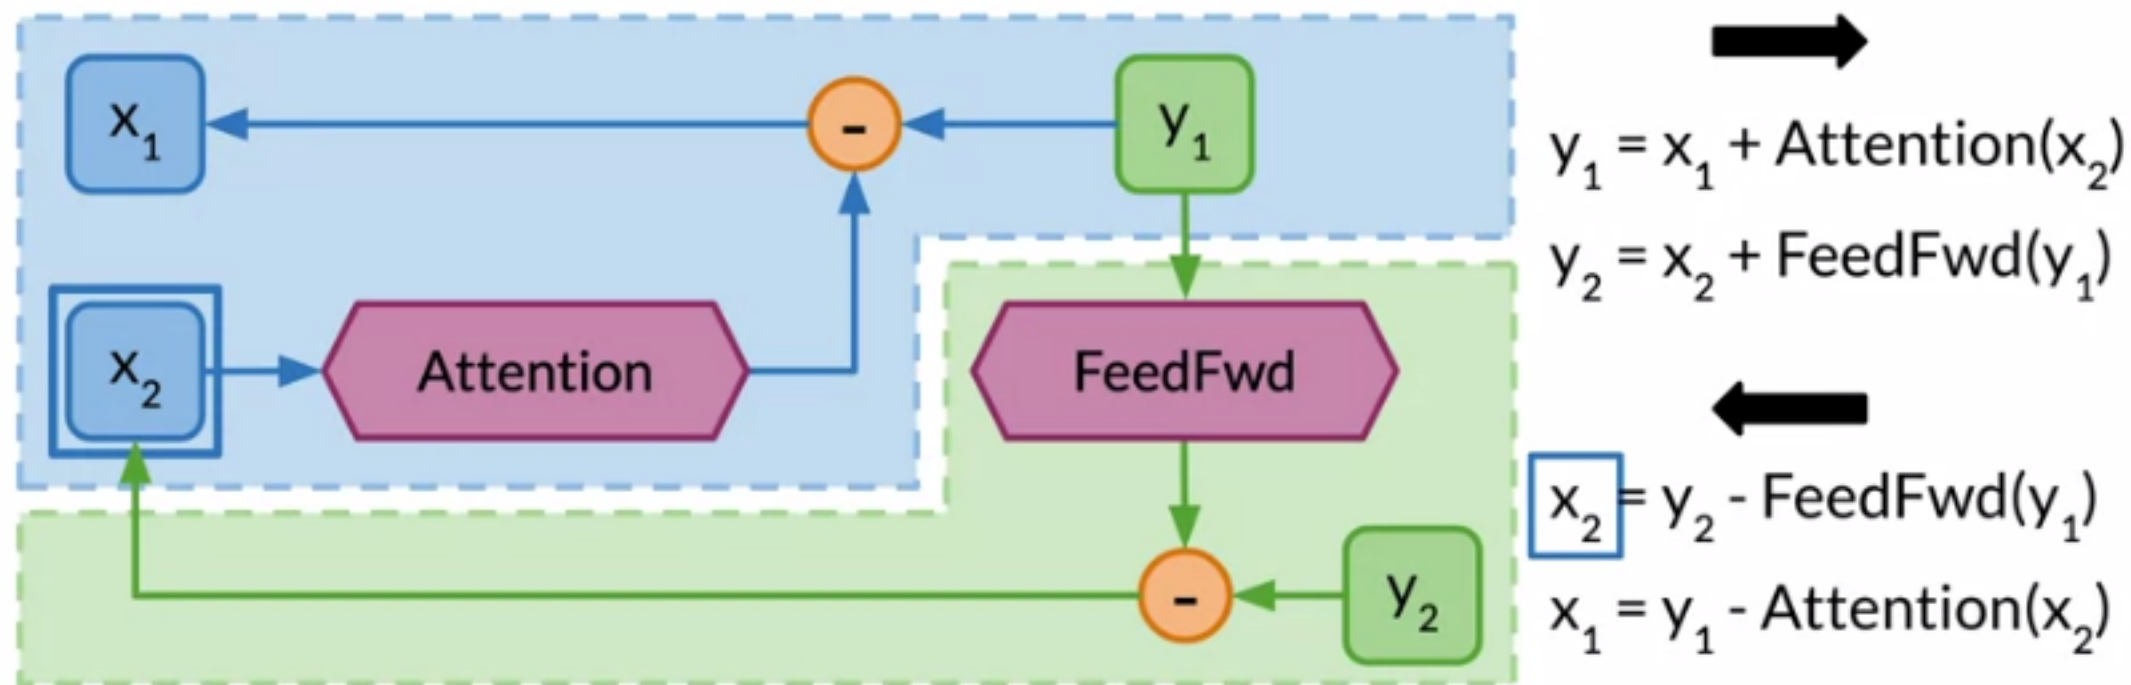 x₁
-
y₁
x₂
Attention
FeedFwd
-
y₂
y₁ = x₁ + Attention(x₂)
y₂ = x₂ + FeedFwd(y₁)
x₂ = y₂ - FeedFwd(y₁)
x₁ = y₁ - Attention(x₂)